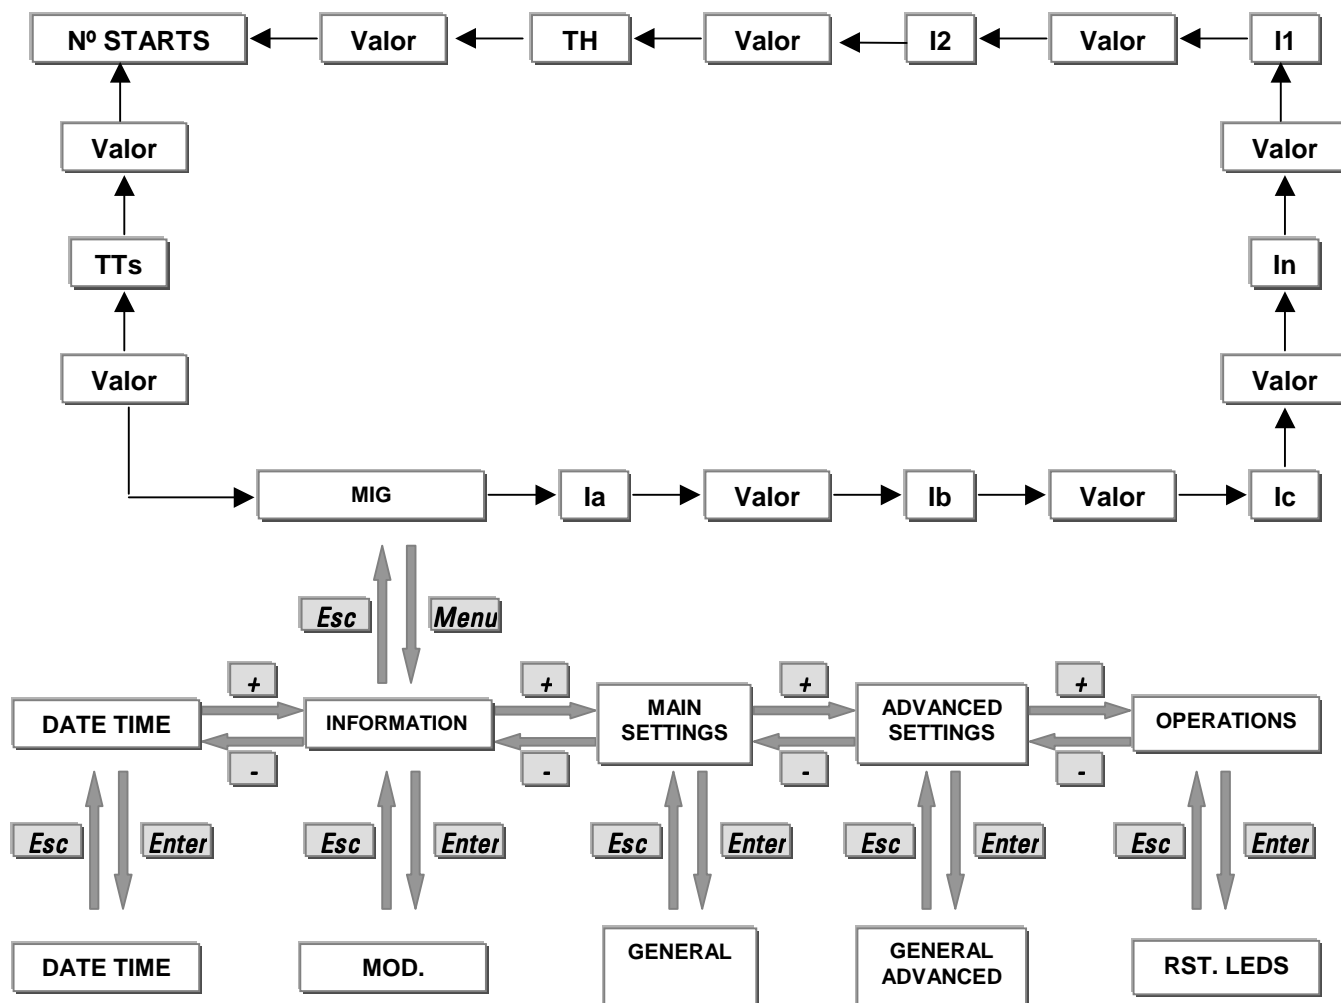 Nº STARTS
Valor
TH
Valor
I2
Valor
I1
Valor
Valor
TTs
In
Valor
Valor
MIG
Ia
Valor
Ib
Valor
Ic
Esc
Menu
+
+
+
+
DATE TIME
INFORMATION
MAIN
SETTINGS
ADVANCED
SETTINGS
OPERATIONS
-
-
-
-
Esc
Enter
Esc
Enter
Esc
Enter
Esc
Enter
Esc
Enter
DATE TIME
MOD.
GENERAL
GENERAL
ADVANCED
RST. LEDS